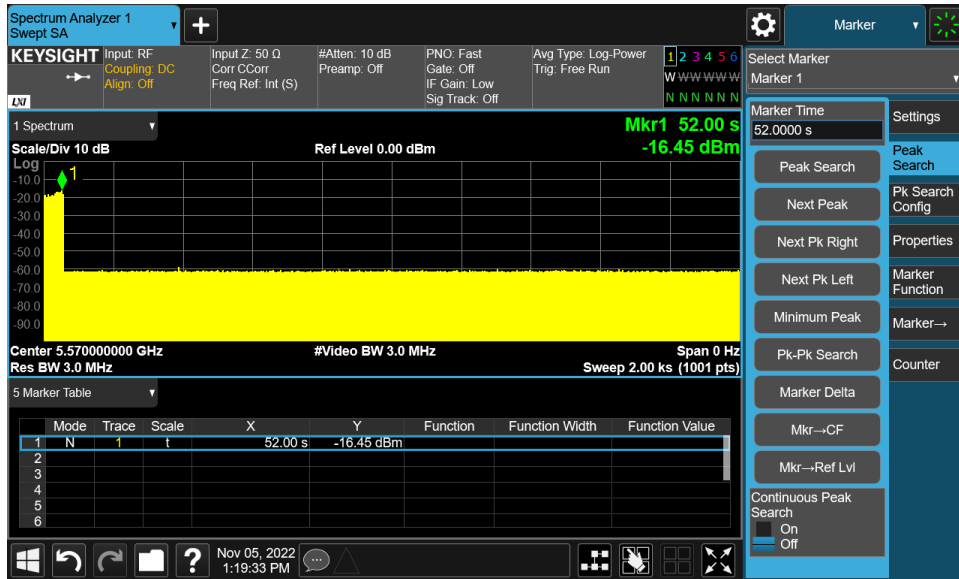 Spectrum Analyzer 1
Swept SA
+
Marker
KEYSIGHT
LXI
Input: RF
Coupling: DC
Align: Off
Input Z: 50 Ω
Corr CCorr
Freq Ref: Int (S)
#Atten: 10 dB
Preamp: Off
PNO: Fast
Gate: Off
IF Gain: Low
Sig Track: Off
Avg Type: Log-Power
Trig: Free Run
1 2 3 4 5 6
W W W W W W
N N N N N N
Select Marker
Marker 1
1 Spectrum
Scale/Div 10 dB
Ref Level 0.00 dBm
Mkr1 52.00 s
-16.45 dBm
Log
1
-10.0
-20.0
-30.0
-40.0
-50.0
-60.0
-70.0
-80.0
-90.0
Center 5.570000000 GHz
#Video BW 3.0 MHz
Span 0 Hz
Res BW 3.0 MHz
Sweep 2.00 ks (1001 pts)
5 Marker Table
Mode Trace Scale X Y Function Function Width Function Value
1 N 1 t 52.00 s -16.45 dBm
2
3
4
5
6
Marker Time
52.0000 s
Peak Search
Next Peak
Next Pk Right
Next Pk Left
Minimum Peak
Pk-Pk Search
Marker Delta
Mkr→CF
Mkr→Ref Lvl
Continuous Peak
Search
On
Off
Settings
Peak
Search
Pk Search
Config
Properties
Marker
Function
Marker→
Counter
?
Nov 05, 2022
1:19:33 PM